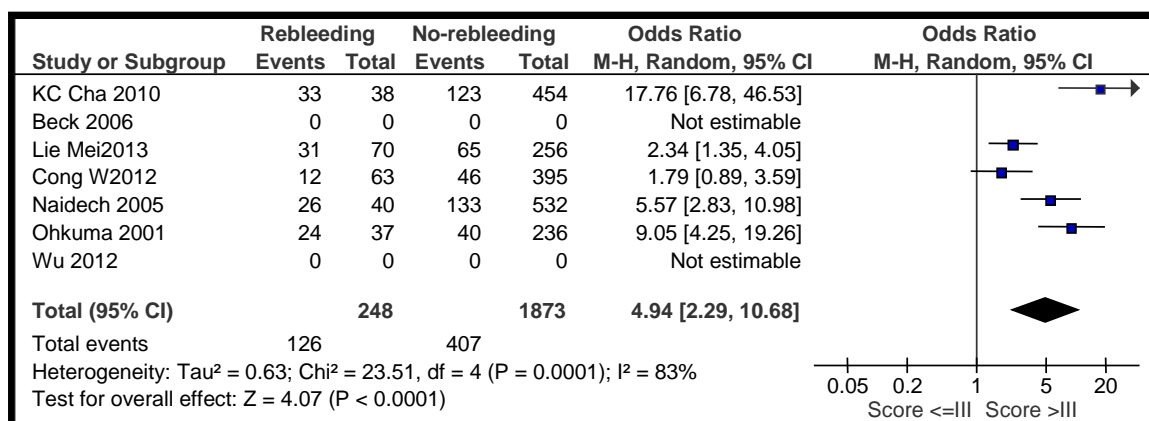 Rebleeding No-rebleeding Odds Ratio Odds Ratio
Study or Subgroup Events Total Events Total M-H, Random, 95% CI M-H, Random, 95% CI
KC Cha 2010 33 38 123 454 17.76 [6.78, 46.53]
Beck 2006 0 0 0 0 Not estimable
Lie Mei2013 31 70 65 256 2.34 [1.35, 4.05]
Cong W2012 12 63 46 395 1.79 [0.89, 3.59]
Naidech 2005 26 40 133 532 5.57 [2.83, 10.98]
Ohkuma 2001 24 37 40 236 9.05 [4.25, 19.26]
Wu 2012 0 0 0 0 Not estimable
Total (95% CI) 248 1873 4.94 [2.29, 10.68]
Total events 126 407
Heterogeneity: Tau² = 0.63; Chi² = 23.51, df = 4 (P = 0.0001); I² = 83%
Test for overall effect: Z = 4.07 (P < 0.0001)
0.05 0.2 1 5 20
Score <=III Score >III